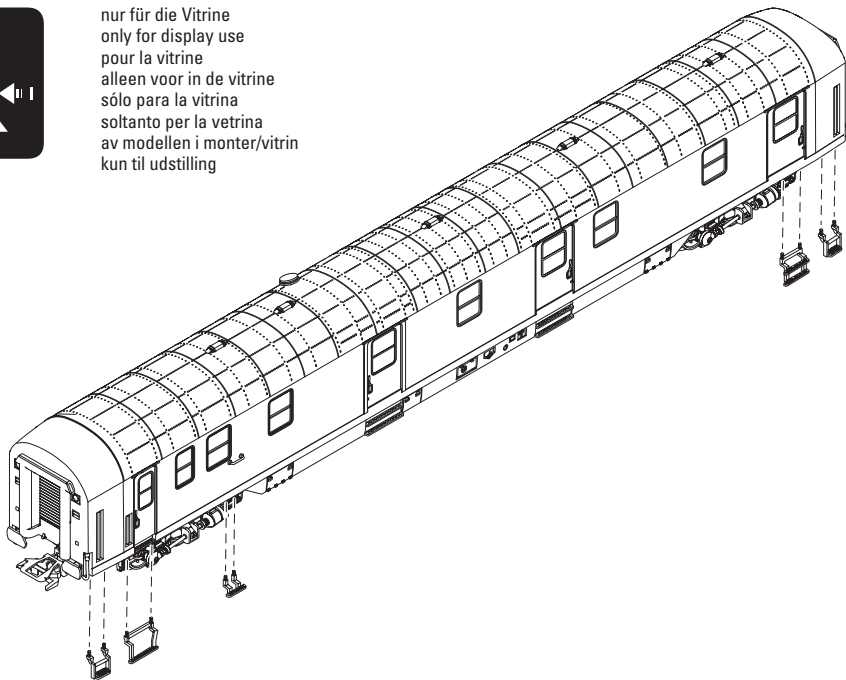 nur für die Vitrine
only for display use
pour la vitrine
alleen voor in de vitrine
sólo para la vitrina
soltanto per la vetrina
av modellen i monter/vitrin
kun til udstilling